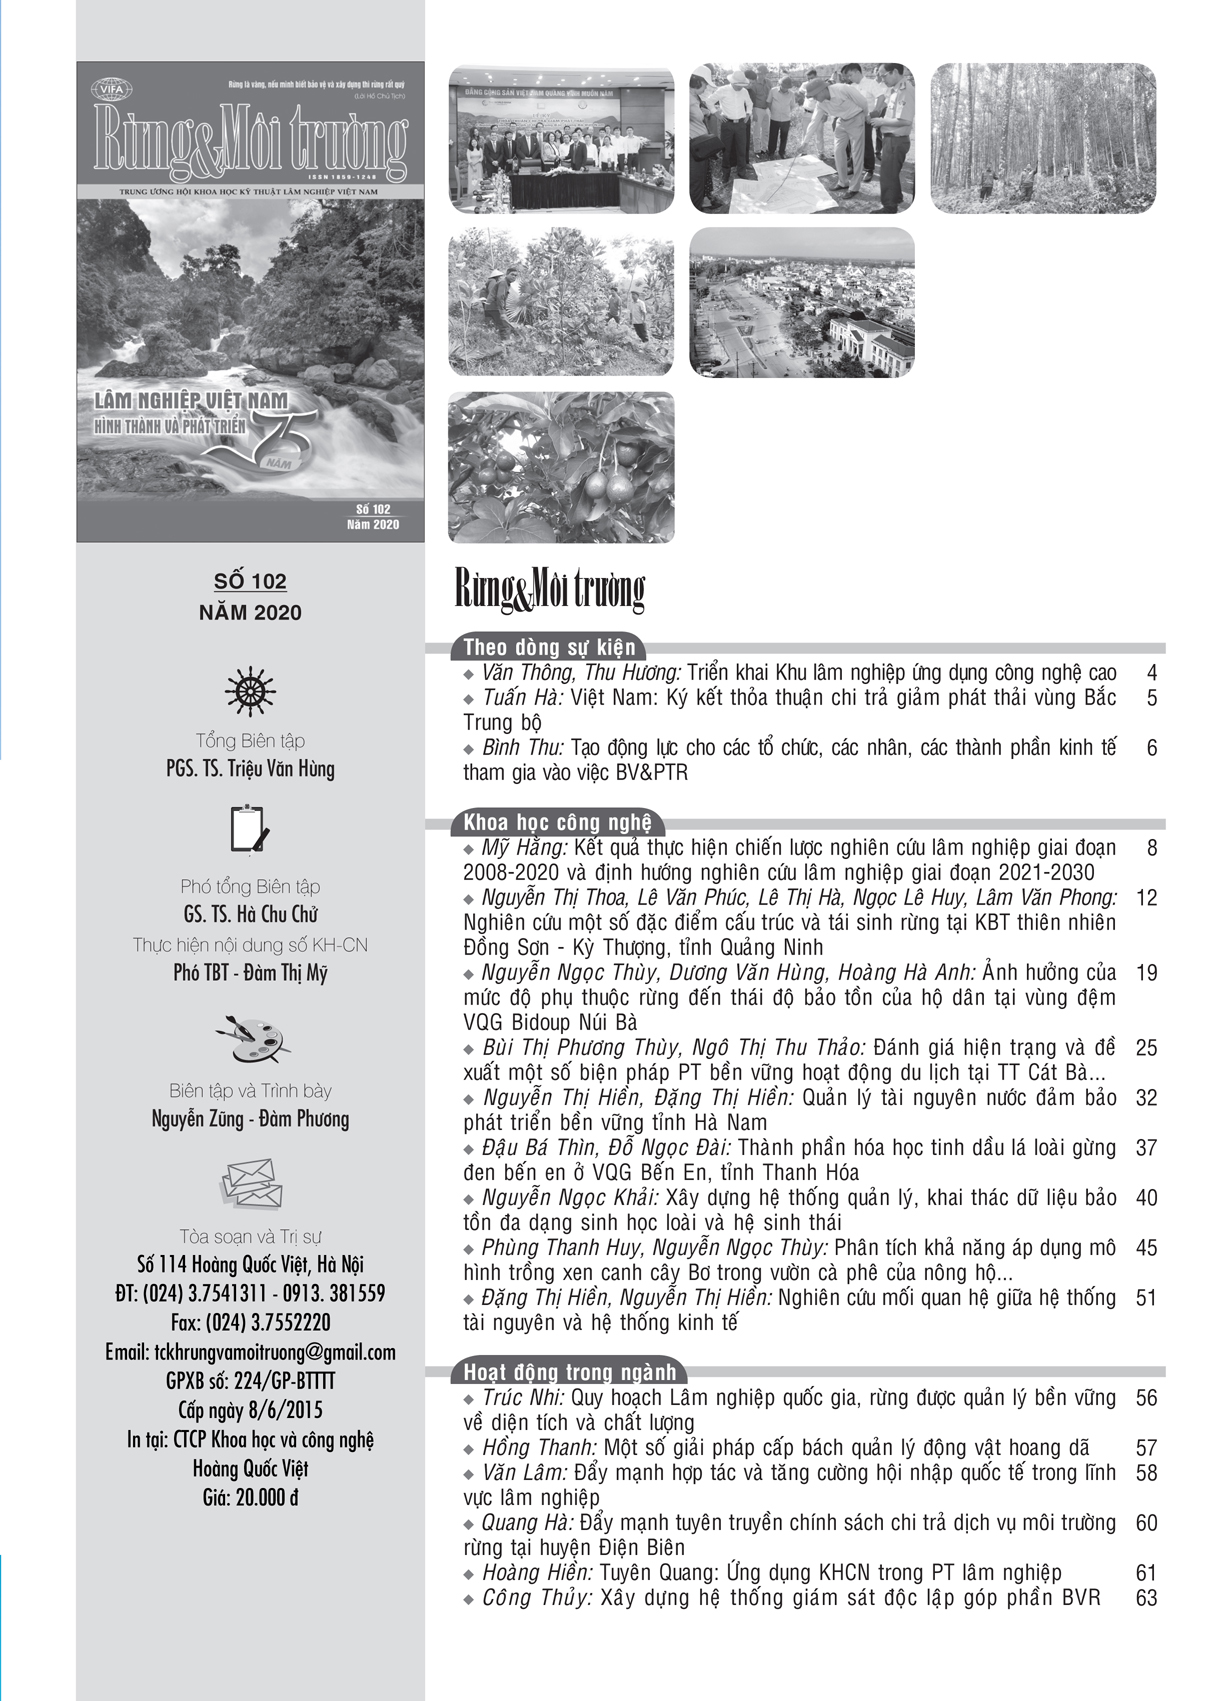 VIFA
Rừng là vàng, nếu mình biết bảo vệ và xây dựng thì rừng rất quý
(Lời Hồ Chủ Tịch)
Rừng&Môi trường
ISSN 1859-1248
TRUNG ƯƠNG HỘI KHOA HỌC KỸ THUẬT LÂM NGHIỆP VIỆT NAM
LÂM NGHIỆP VIỆT NAM
HÌNH THÀNH VÀ PHÁT TRIỂN
75
NĂM
Số 102
Năm 2020
SỐ 102
NĂM 2020
Tổng Biên tập
PGS. TS. Triệu Văn Hùng
Phó tổng Biên tập
GS. TS. Hà Chu Chử
Thực hiện nội dung số KH-CN
Phó TBT - Đàm Thị Mỹ
Biên tập và Trình bày
Nguyễn Zũng - Đàm Phương
Tòa soạn và Trị sự
Số 114 Hoàng Quốc Việt, Hà Nội
ĐT: (024) 3.7541311 - 0913. 381559
Fax: (024) 3.7552220
Email: tckhrungvamoitruong@gmail.com
GPXB số: 224/GP-BTTTT
Cấp ngày 8/6/2015
In tại: CTCP Khoa học và công nghệ
Hoàng Quốc Việt
Giá: 20.000 đ
ĐẢNG CỘNG SẢN VIỆT NAM QUANG VINH MUÔN NĂM
Rừng&Môi trường
Theo dòng sự kiện
◆ Văn Thông, Thu Hương: Triển khai Khu lâm nghiệp ứng dụng công nghệ cao 4
◆ Tuấn Hà: Việt Nam: Ký kết thỏa thuận chi trả giảm phát thải vùng Bắc 5
Trung bộ
◆ Bình Thu: Tạo động lực cho các tổ chức, các nhân, các thành phần kinh tế 6
tham gia vào việc BV&PTR
Khoa học công nghệ
◆ Mỹ Hằng: Kết quả thực hiện chiến lược nghiên cứu lâm nghiệp giai đoạn 8
2008-2020 và định hướng nghiên cứu lâm nghiệp giai đoạn 2021-2030
◆ Nguyễn Thị Thoa, Lê Văn Phúc, Lê Thị Hà, Ngọc Lê Huy, Lâm Văn Phong: 12
Nghiên cứu một số đặc điểm cấu trúc và tái sinh rừng tại KBT thiên nhiên
Đồng Sơn - Kỳ Thượng, tỉnh Quảng Ninh
◆ Nguyễn Ngọc Thùy, Dương Văn Hùng, Hoàng Hà Anh: Ảnh hưởng của 19
mức độ phụ thuộc rừng đến thái độ bảo tồn của hộ dân tại vùng đệm
VQG Bidoup Núi Bà
◆ Bùi Thị Phương Thùy, Ngô Thị Thu Thảo: Đánh giá hiện trạng và đề 25
xuất một số biện pháp PT bền vững hoạt động du lịch tại TT Cát Bà...
◆ Nguyễn Thị Hiền, Đặng Thị Hiền: Quản lý tài nguyên nước đảm bảo 32
phát triển bền vững tỉnh Hà Nam
◆ Đậu Bá Thìn, Đỗ Ngọc Đài: Thành phần hóa học tinh dầu lá loài gừng 37
đen bến en ở VQG Bến En, tỉnh Thanh Hóa
◆ Nguyễn Ngọc Khải: Xây dựng hệ thống quản lý, khai thác dữ liệu bảo 40
tồn đa dạng sinh học loài và hệ sinh thái
◆ Phùng Thanh Huy, Nguyễn Ngọc Thùy: Phân tích khả năng áp dụng mô 45
hình trồng xen canh cây Bơ trong vườn cà phê của nông hộ...
◆ Đặng Thị Hiền, Nguyễn Thị Hiền: Nghiên cứu mối quan hệ giữa hệ thống 51
tài nguyên và hệ thống kinh tế
Hoạt động trong ngành
◆ Trúc Nhi: Quy hoạch Lâm nghiệp quốc gia, rừng được quản lý bền vững 56
về diện tích và chất lượng
◆ Hồng Thanh: Một số giải pháp cấp bách quản lý động vật hoang dã 57
◆ Văn Lâm: Đẩy mạnh hợp tác và tăng cường hội nhập quốc tế trong lĩnh 58
vực lâm nghiệp
◆ Quang Hà: Đẩy mạnh tuyên truyền chính sách chi trả dịch vụ môi trường 60
rừng tại huyện Điện Biên
◆ Hoàng Hiền: Tuyên Quang: Ứng dụng KHCN trong PT lâm nghiệp 61
◆ Công Thủy: Xây dựng hệ thống giám sát độc lập góp phần BVR 63